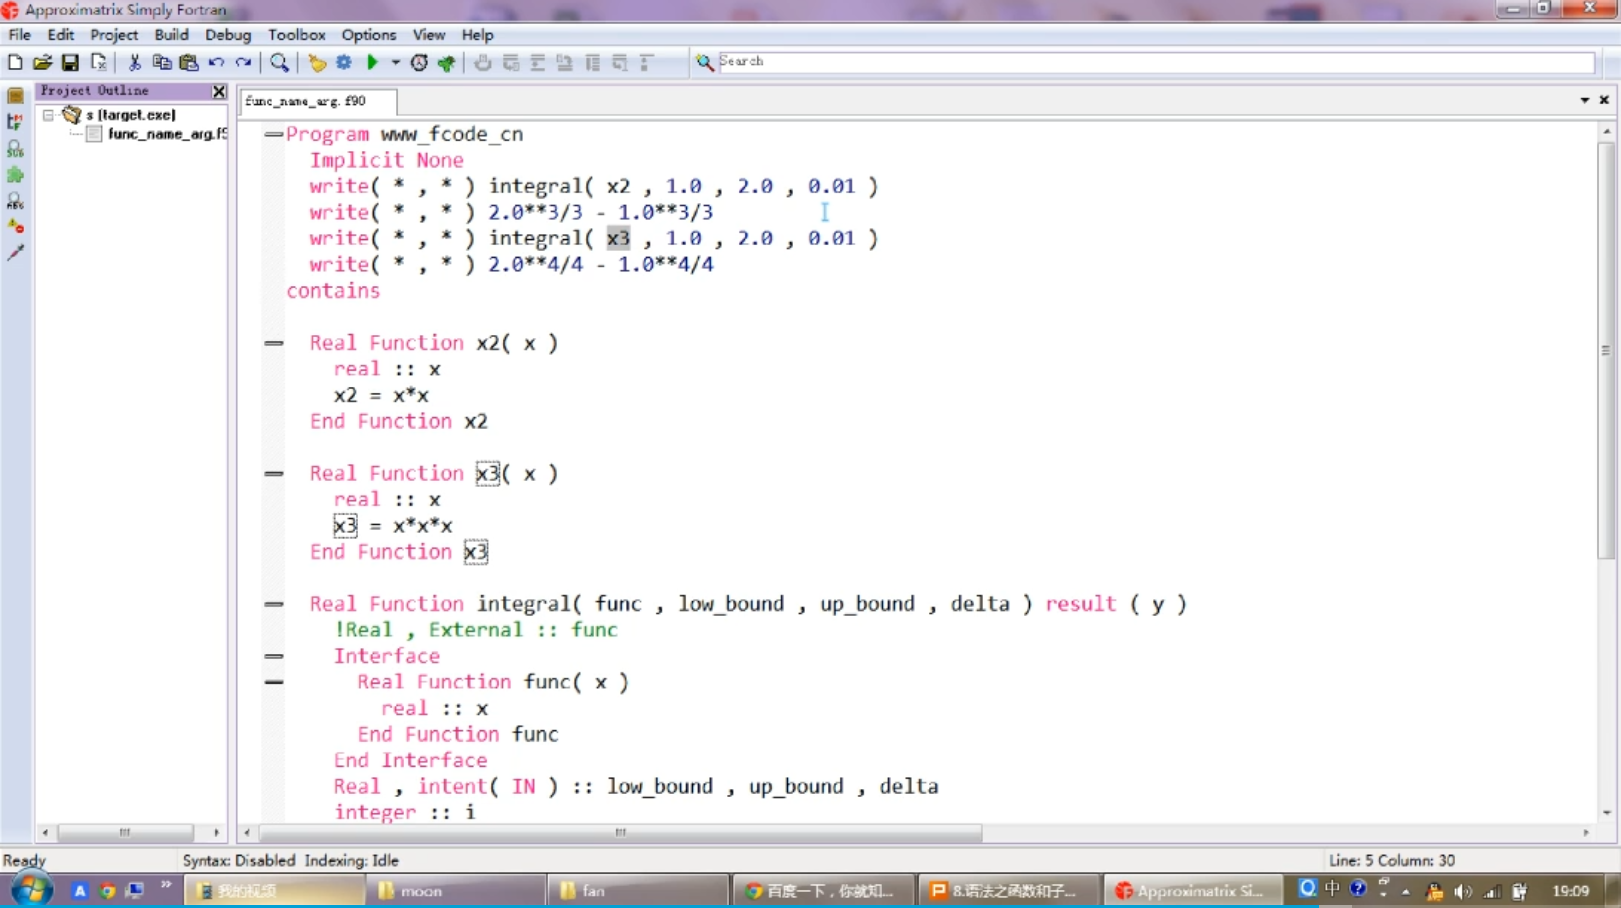 Approximatrix Simply Fortran
File Edit Project Build Debug Toolbox Options View Help
Search
Project Outline
func_name_arg.f90
s [target.exe]
func_name_arg.f9
Program www_fcode_cn
Implicit None
write( * , * ) integral( x2 , 1.0 , 2.0 , 0.01 )
write( * , * ) 2.0**3/3 - 1.0**3/3
write( * , * ) integral( x3 , 1.0 , 2.0 , 0.01 )
write( * , * ) 2.0**4/4 - 1.0**4/4
contains
Real Function x2( x )
real :: x
x2 = x*x
End Function x2
Real Function x3( x )
real :: x
x3 = x*x*x
End Function x3
Real Function integral( func , low_bound , up_bound , delta ) result ( y )
!Real , External :: func
Interface
Real Function func( x )
real :: x
End Function func
End Interface
Real , intent( IN ) :: low_bound , up_bound , delta
integer :: i
Ready Syntax: Disabled Indexing: Idle Line: 5 Column: 30
我的视频 moon fan 百度一下，你就知... 8.语法之函数和子... Approximatrix Si... 中 19:09